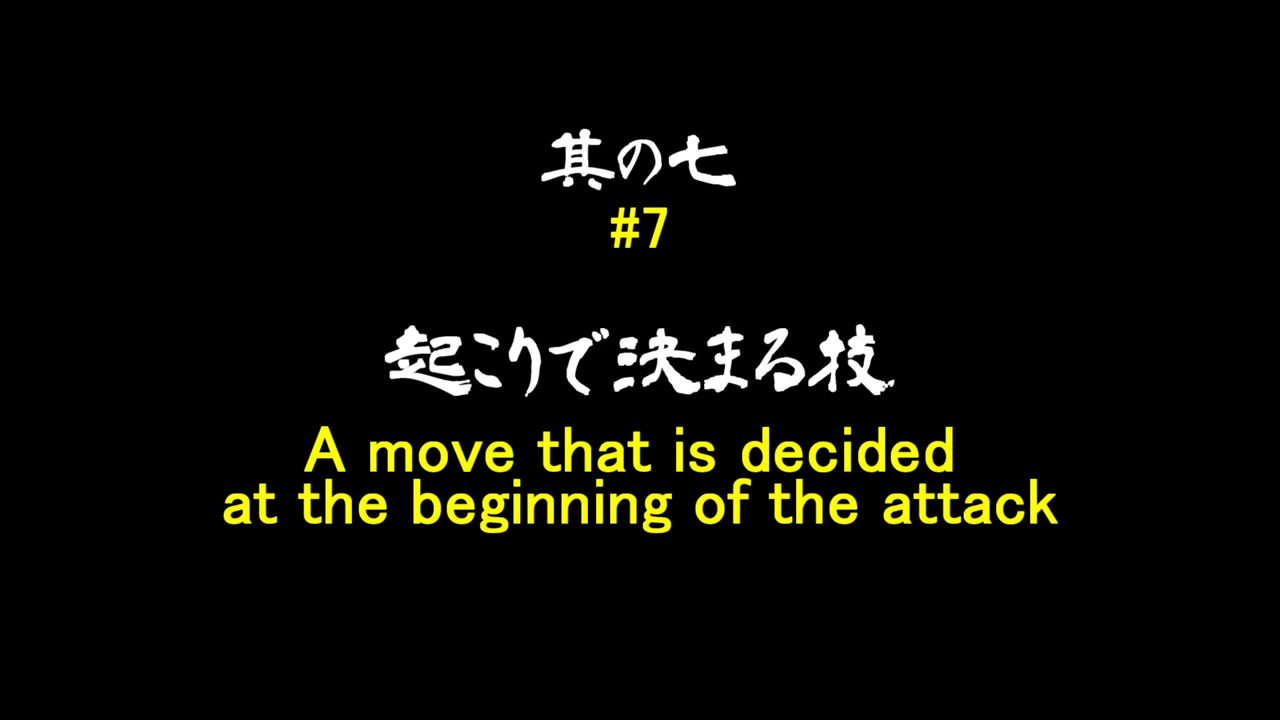 其の七
#7
起こりで決まる技
A move that is decided
at the beginning of the attack